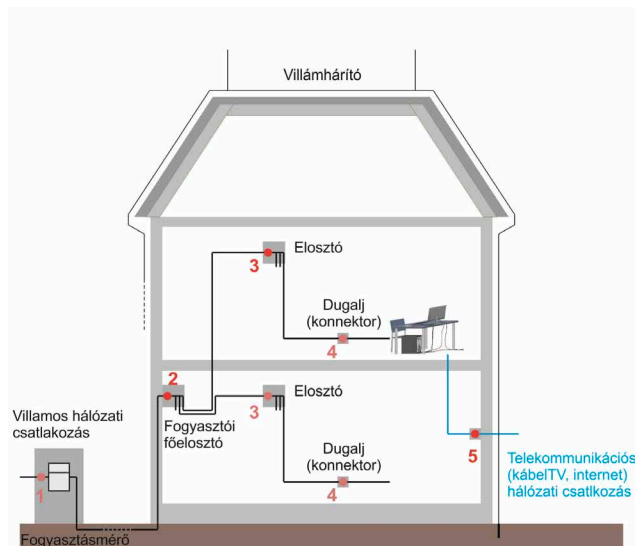 Villámhárító
Elosztó
3
Dugalj
(konnektor)
4
2
Elosztó
3
Fogyasztói
főelosztó
Villamos hálózati
csatlakozás
Dugalj
(konnektor)
4
5
Telekommunikációs
(kábelTV, internet)
hálózati csatlkozás
1
Fogyasztásmérő